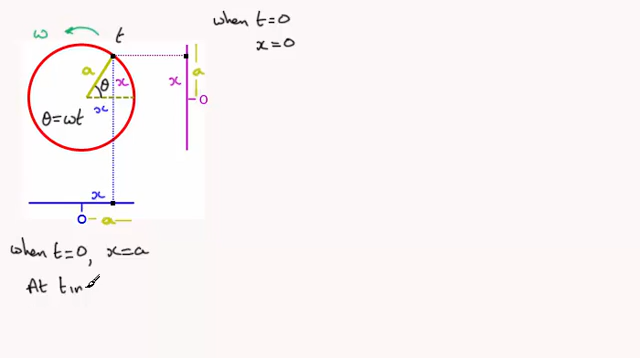 when t=0
x=0
ω
t
a
θ
x
x
a
x
O
θ=ωt
x
O
a
when t=0, x=a
At tim